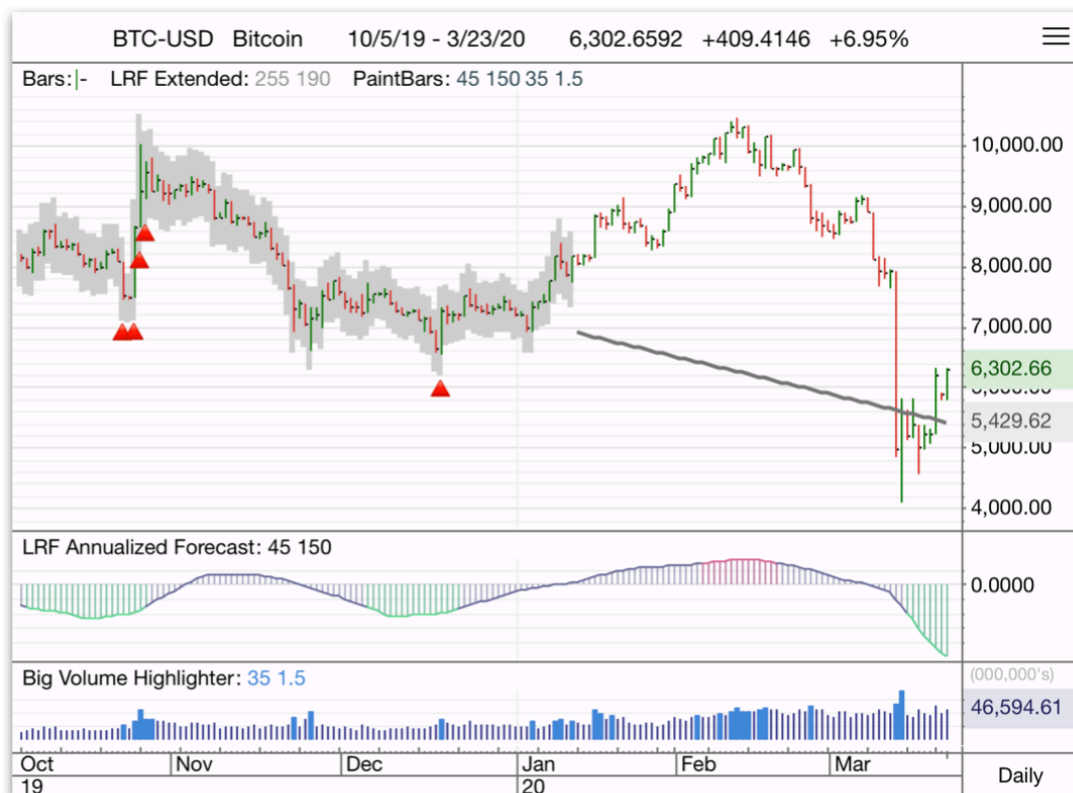 BTC-USD Bitcoin 10/5/19 - 3/23/20 6,302.6592 +409.4146 +6.95%
Bars: LRF Extended: 255 190 PaintBars: 45 150 35 1.5
10,000.00
9,000.00
8,000.00
7,000.00
6,302.66
5,429.62
5,000.00
4,000.00
LRF Annualized Forecast: 45 150
0.0000
Big Volume Highlighter: 35 1.5
(000,000's)
46,594.61
Oct Nov Dec Jan Feb Mar
19 20
Daily